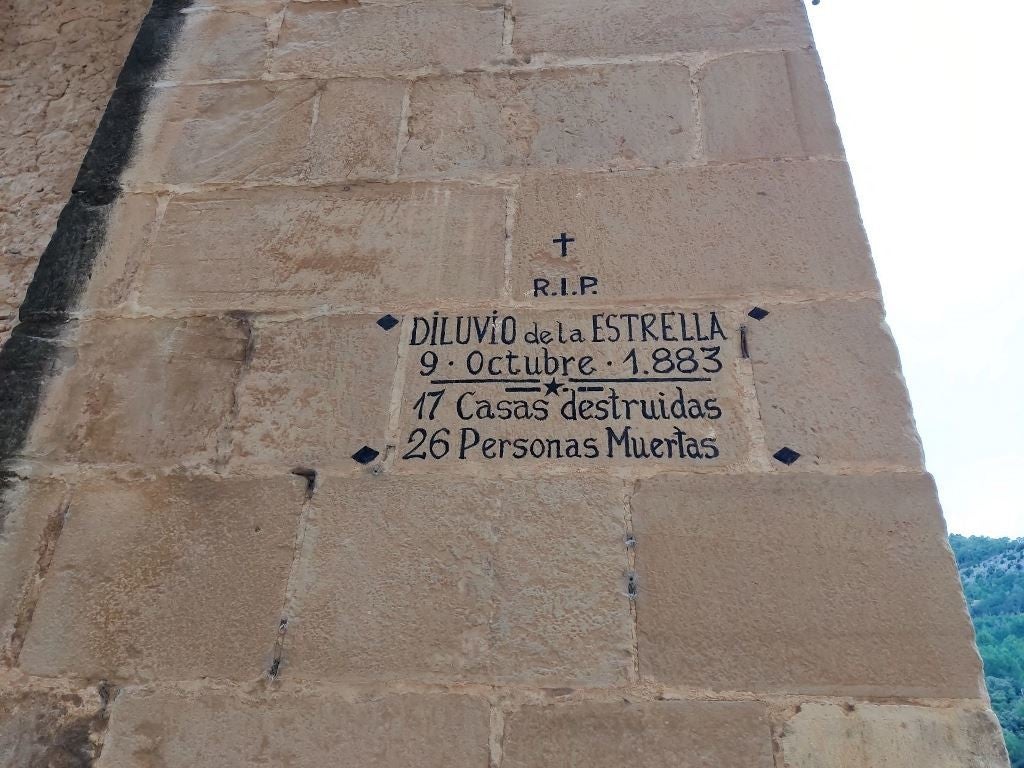 R.I.P.
DILUVIO de la ESTRELLA
9 · Octubre · 1.883
17 Casas destruidas
26 Personas Muertas